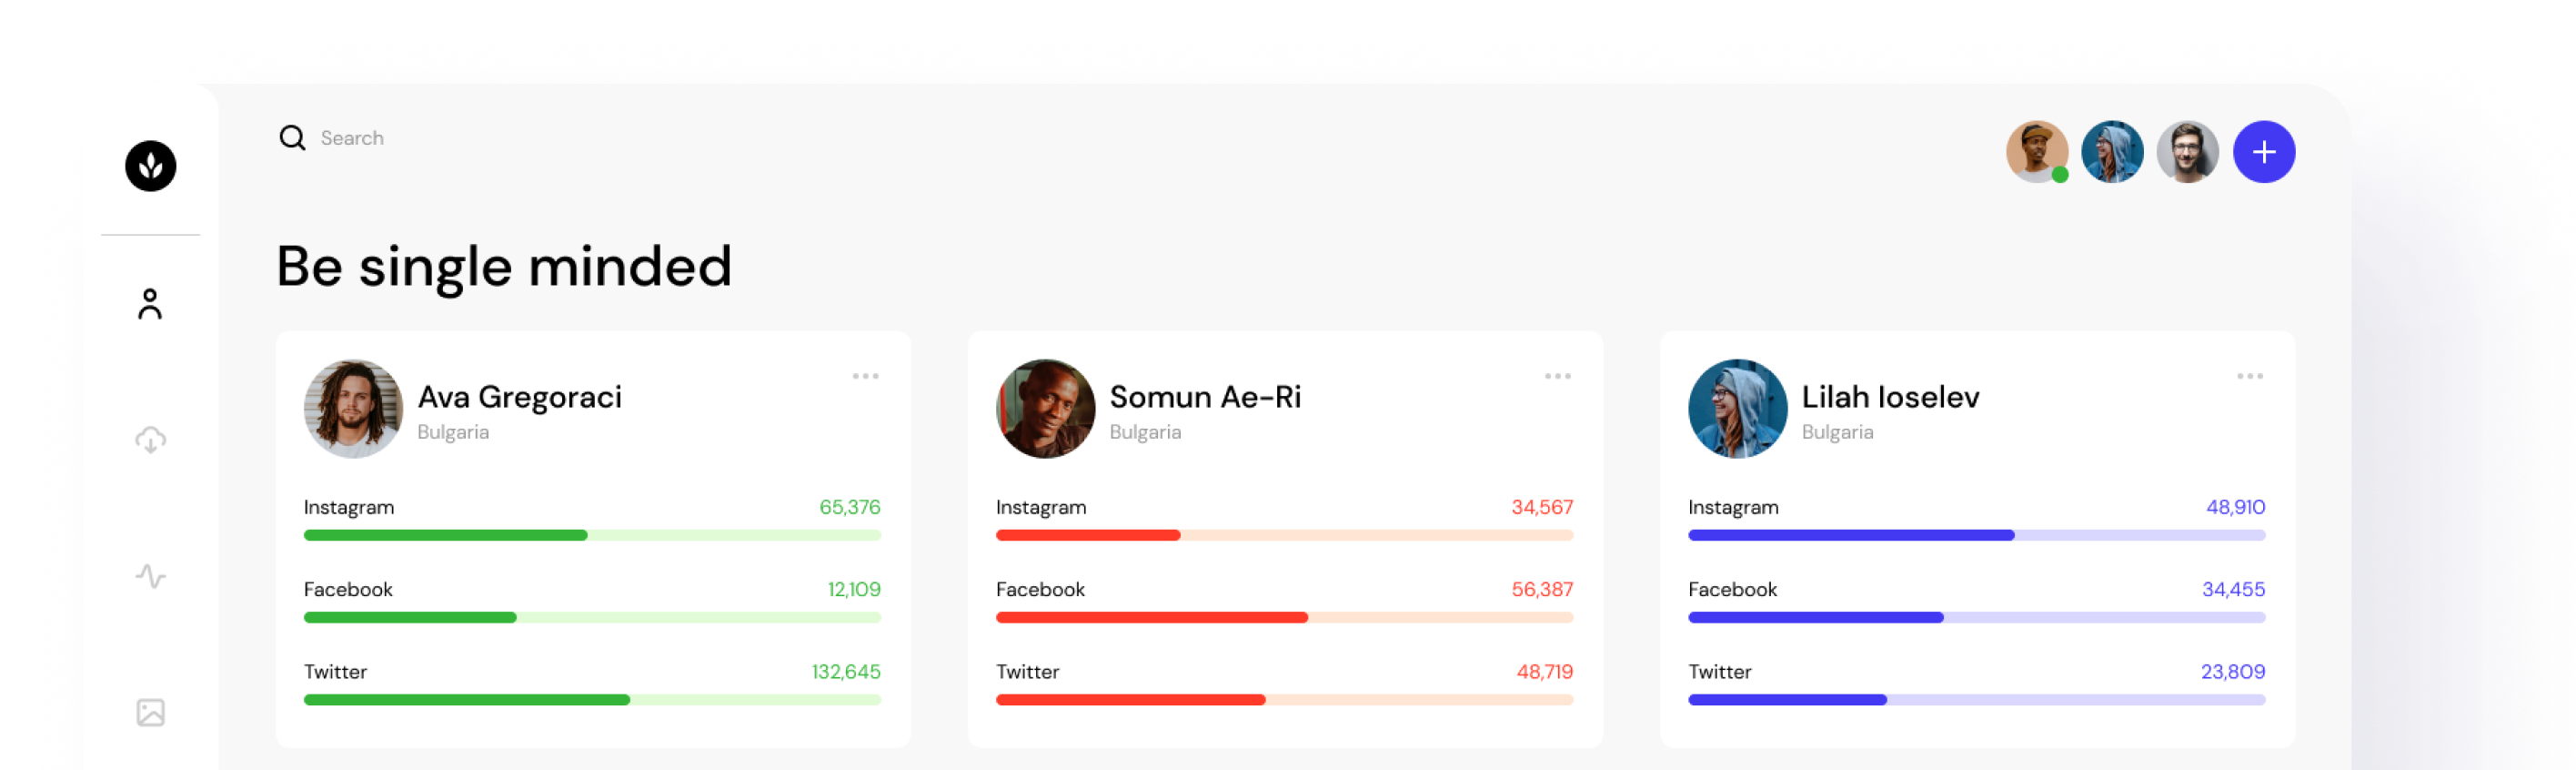 Search
Be single minded
Ava Gregoraci
Bulgaria
Instagram 65,376
Facebook 12,109
Twitter 132,645
Somun Ae-Ri
Bulgaria
Instagram 34,567
Facebook 56,387
Twitter 48,719
Lilah Ioselev
Bulgaria
Instagram 48,910
Facebook 34,455
Twitter 23,809